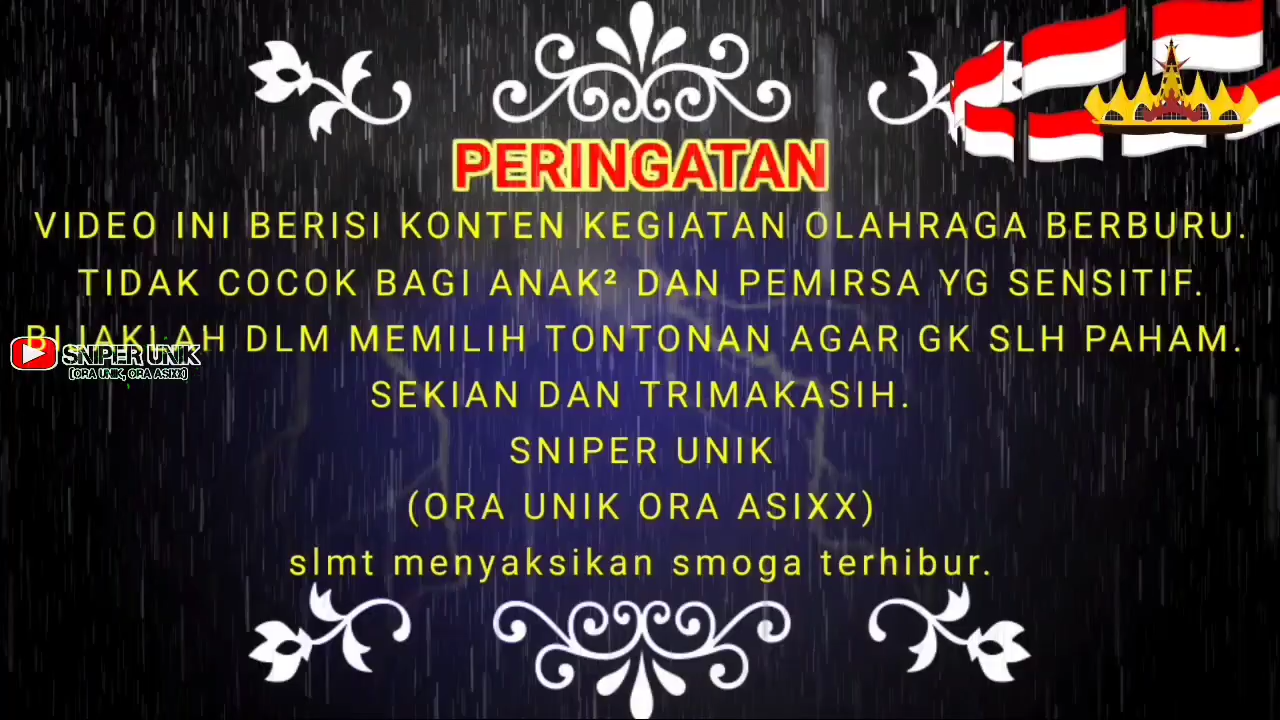 PERINGATAN
VIDEO INI BERISI KONTEN KEGIATAN OLAHRAGA BERBURU.
TIDAK COCOK BAGI ANAK² DAN PEMIRSA YG SENSITIF.
BIJAKLAH DLM MEMILIH TONTONAN AGAR GK SLH PAHAM.
SNIPER UNIK
(ORA UNIK, ORA ASIXX)
SEKIAN DAN TRIMAKASIH.
SNIPER UNIK
(ORA UNIK ORA ASIXX)
slmt menyaksikan smoga terhibur.